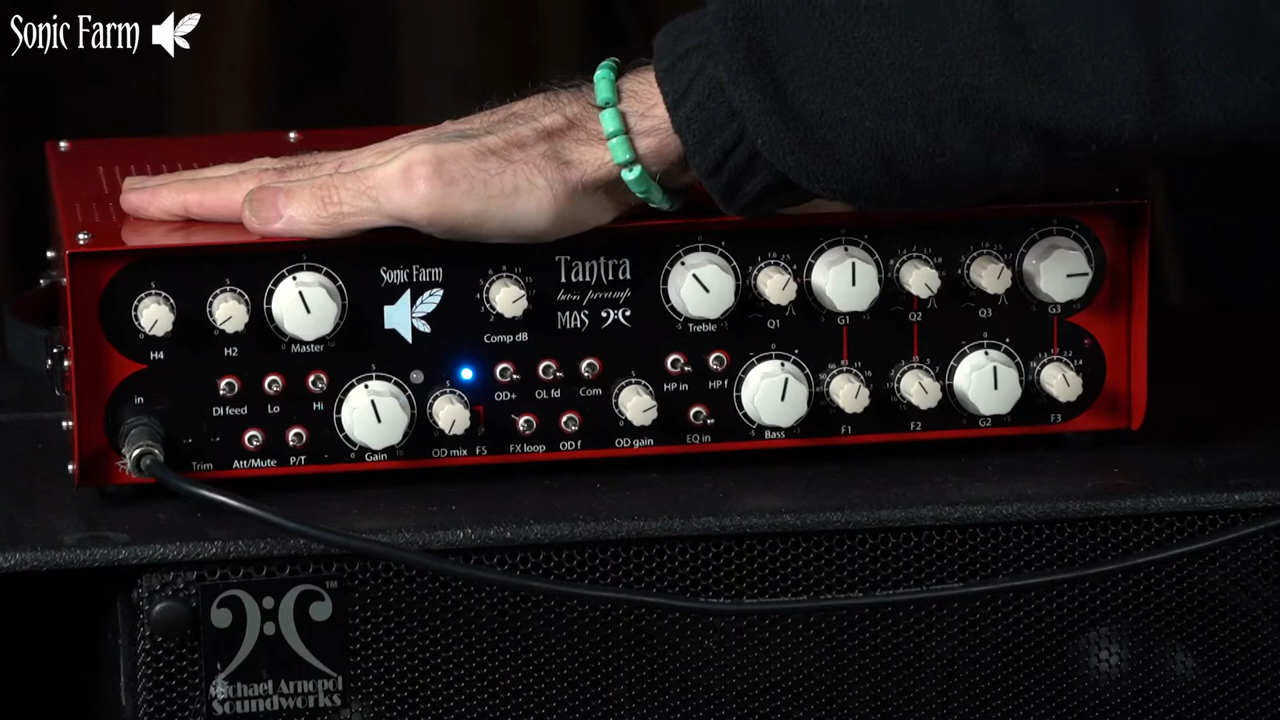 Sonic Farm
Sonic Farm
Tantra
bass preamp
MAS
H4
H2
Master
Comp dB
Treble
Q1
G1
Q2
Q3
G3
in
DI feed
Lo
Hi
OD+
OL fd
Com
HP in
HP f
Trim
Att/Mute
P/T
Gain
OD mix
FS
FX loop
OD f
OD gain
EQ in
Bass
F1
F2
G2
F3
TM
Michael Arnopol
Soundworks